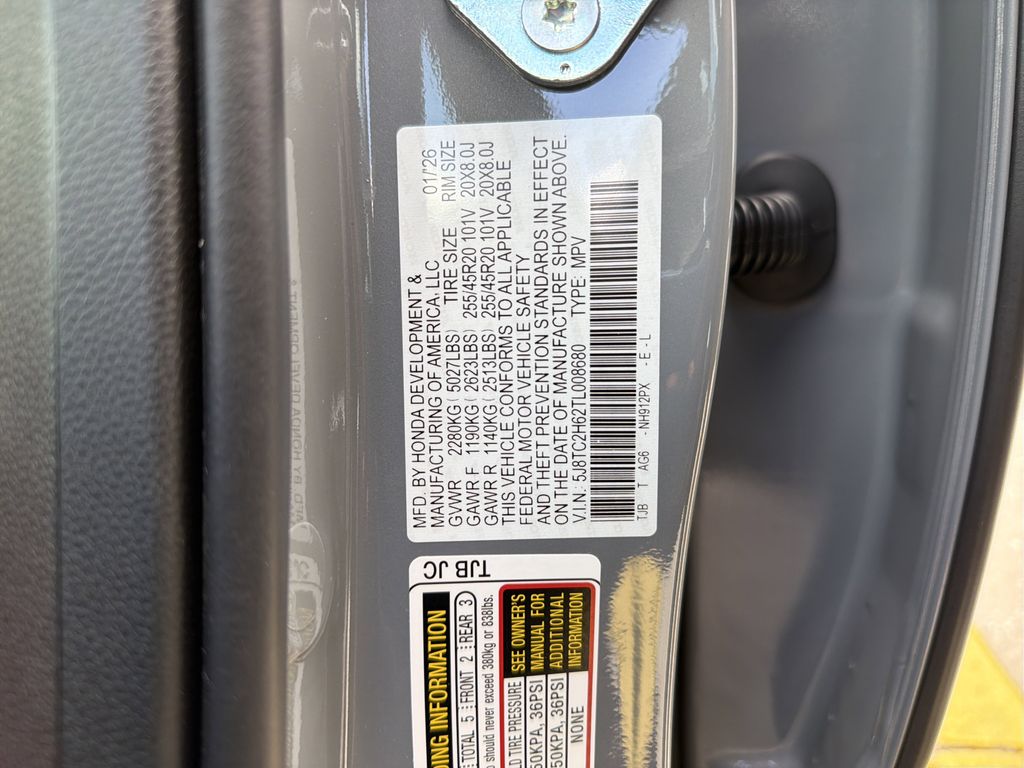 MFD. BY HONDA DEVELOPMENT &
MANUFACTURING OF AMERICA, LLC 01/26
GVWR 2280KG ( 5027LBS) TIRE SIZE RIM SIZE
GAWR F 1190KG ( 2623LBS) 255/45R20 101V 20X8.0J
GAWR R 1140KG ( 2513LBS) 255/45R20 101V 20X8.0J
THIS VEHICLE CONFORMS TO ALL APPLICABLE
FEDERAL MOTOR VEHICLE SAFETY
AND THEFT PREVENTION STANDARDS IN EFFECT
ON THE DATE OF MANUFACTURE SHOWN ABOVE.
V.I.N. 5J8TC2H62TL008680 TYPE: MPV
TJB T AG6 - NH912PX - E - L
TJB JC
INFORMATION
TOTAL 5 FRONT 2 REAR 3
should never exceed 380kg or 838lbs.
TIRE PRESSURE
50KPA, 36PSI
50KPA, 36PSI
NONE
SEE OWNER'S
MANUAL FOR
ADDITIONAL
INFORMATION